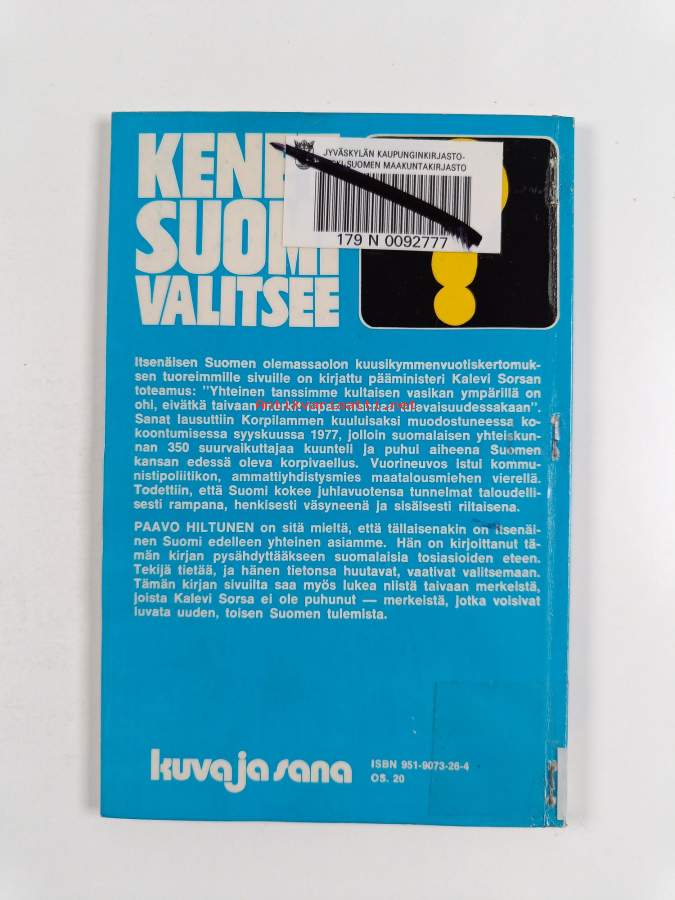 KENE
JYVÄSKYLÄN KAUPUNGINKIRJASTO-
SUOMEN MAAKUNTAKIRJASTO
179 N 0092777
SUOMI
VALITSEE
Itsenäisen Suomen olemassaolon kuusikymmenvuotiskertomuk-
sen tuoreimmille sivuille on kirjattu pääministeri Kalevi Sorsan
toteamus: "Yhteinen tanssimme kultaisen vasikan ympärillä on
ohi, eivätkä taivaan merkit lupaa sitä tulevaisuudessakaan".
Sanat lausuttiin Korpilammen kuuluisaksi muodostuneessa ko-
koontumisessa syyskuussa 1977, jolloin suomalaisen yhteiskun-
nan 350 suurvaikuttajaa kuunteli ja puhui aiheena Suomen
kansan edessä oleva korpivaellus. Vuorineuvos istui kommu-
nistipoliitikon, ammattiyhdistysmies maatalousmiehen vierellä.
Todettiin, että Suomi kokee juhlavuotensa tunnelmat taloudelli-
sesti rampana, henkisesti väsyneenä ja sisäisesti riitaisena.
PAAVO HILTUNEN on sitä mieltä, että tällaisenakin on itsenäi-
nen Suomi edelleen yhteinen asiamme. Hän on kirjoittanut tä-
män kirjan pysähdyttääkseen suomalaisia tosiasioiden eteen.
Tekijä tietää, ja hänen tietonsa huutavat, vaativat valitsemaan.
Tämän kirjan sivuilta saa myös lukea niistä taivaan merkeistä,
joista Kalevi Sorsa ei ole puhunut — merkeistä, jotka voisivat
luvata uuden, toisen Suomen tulemista.
kuva ja sana
ISBN 951-9073-26-4
OS. 20